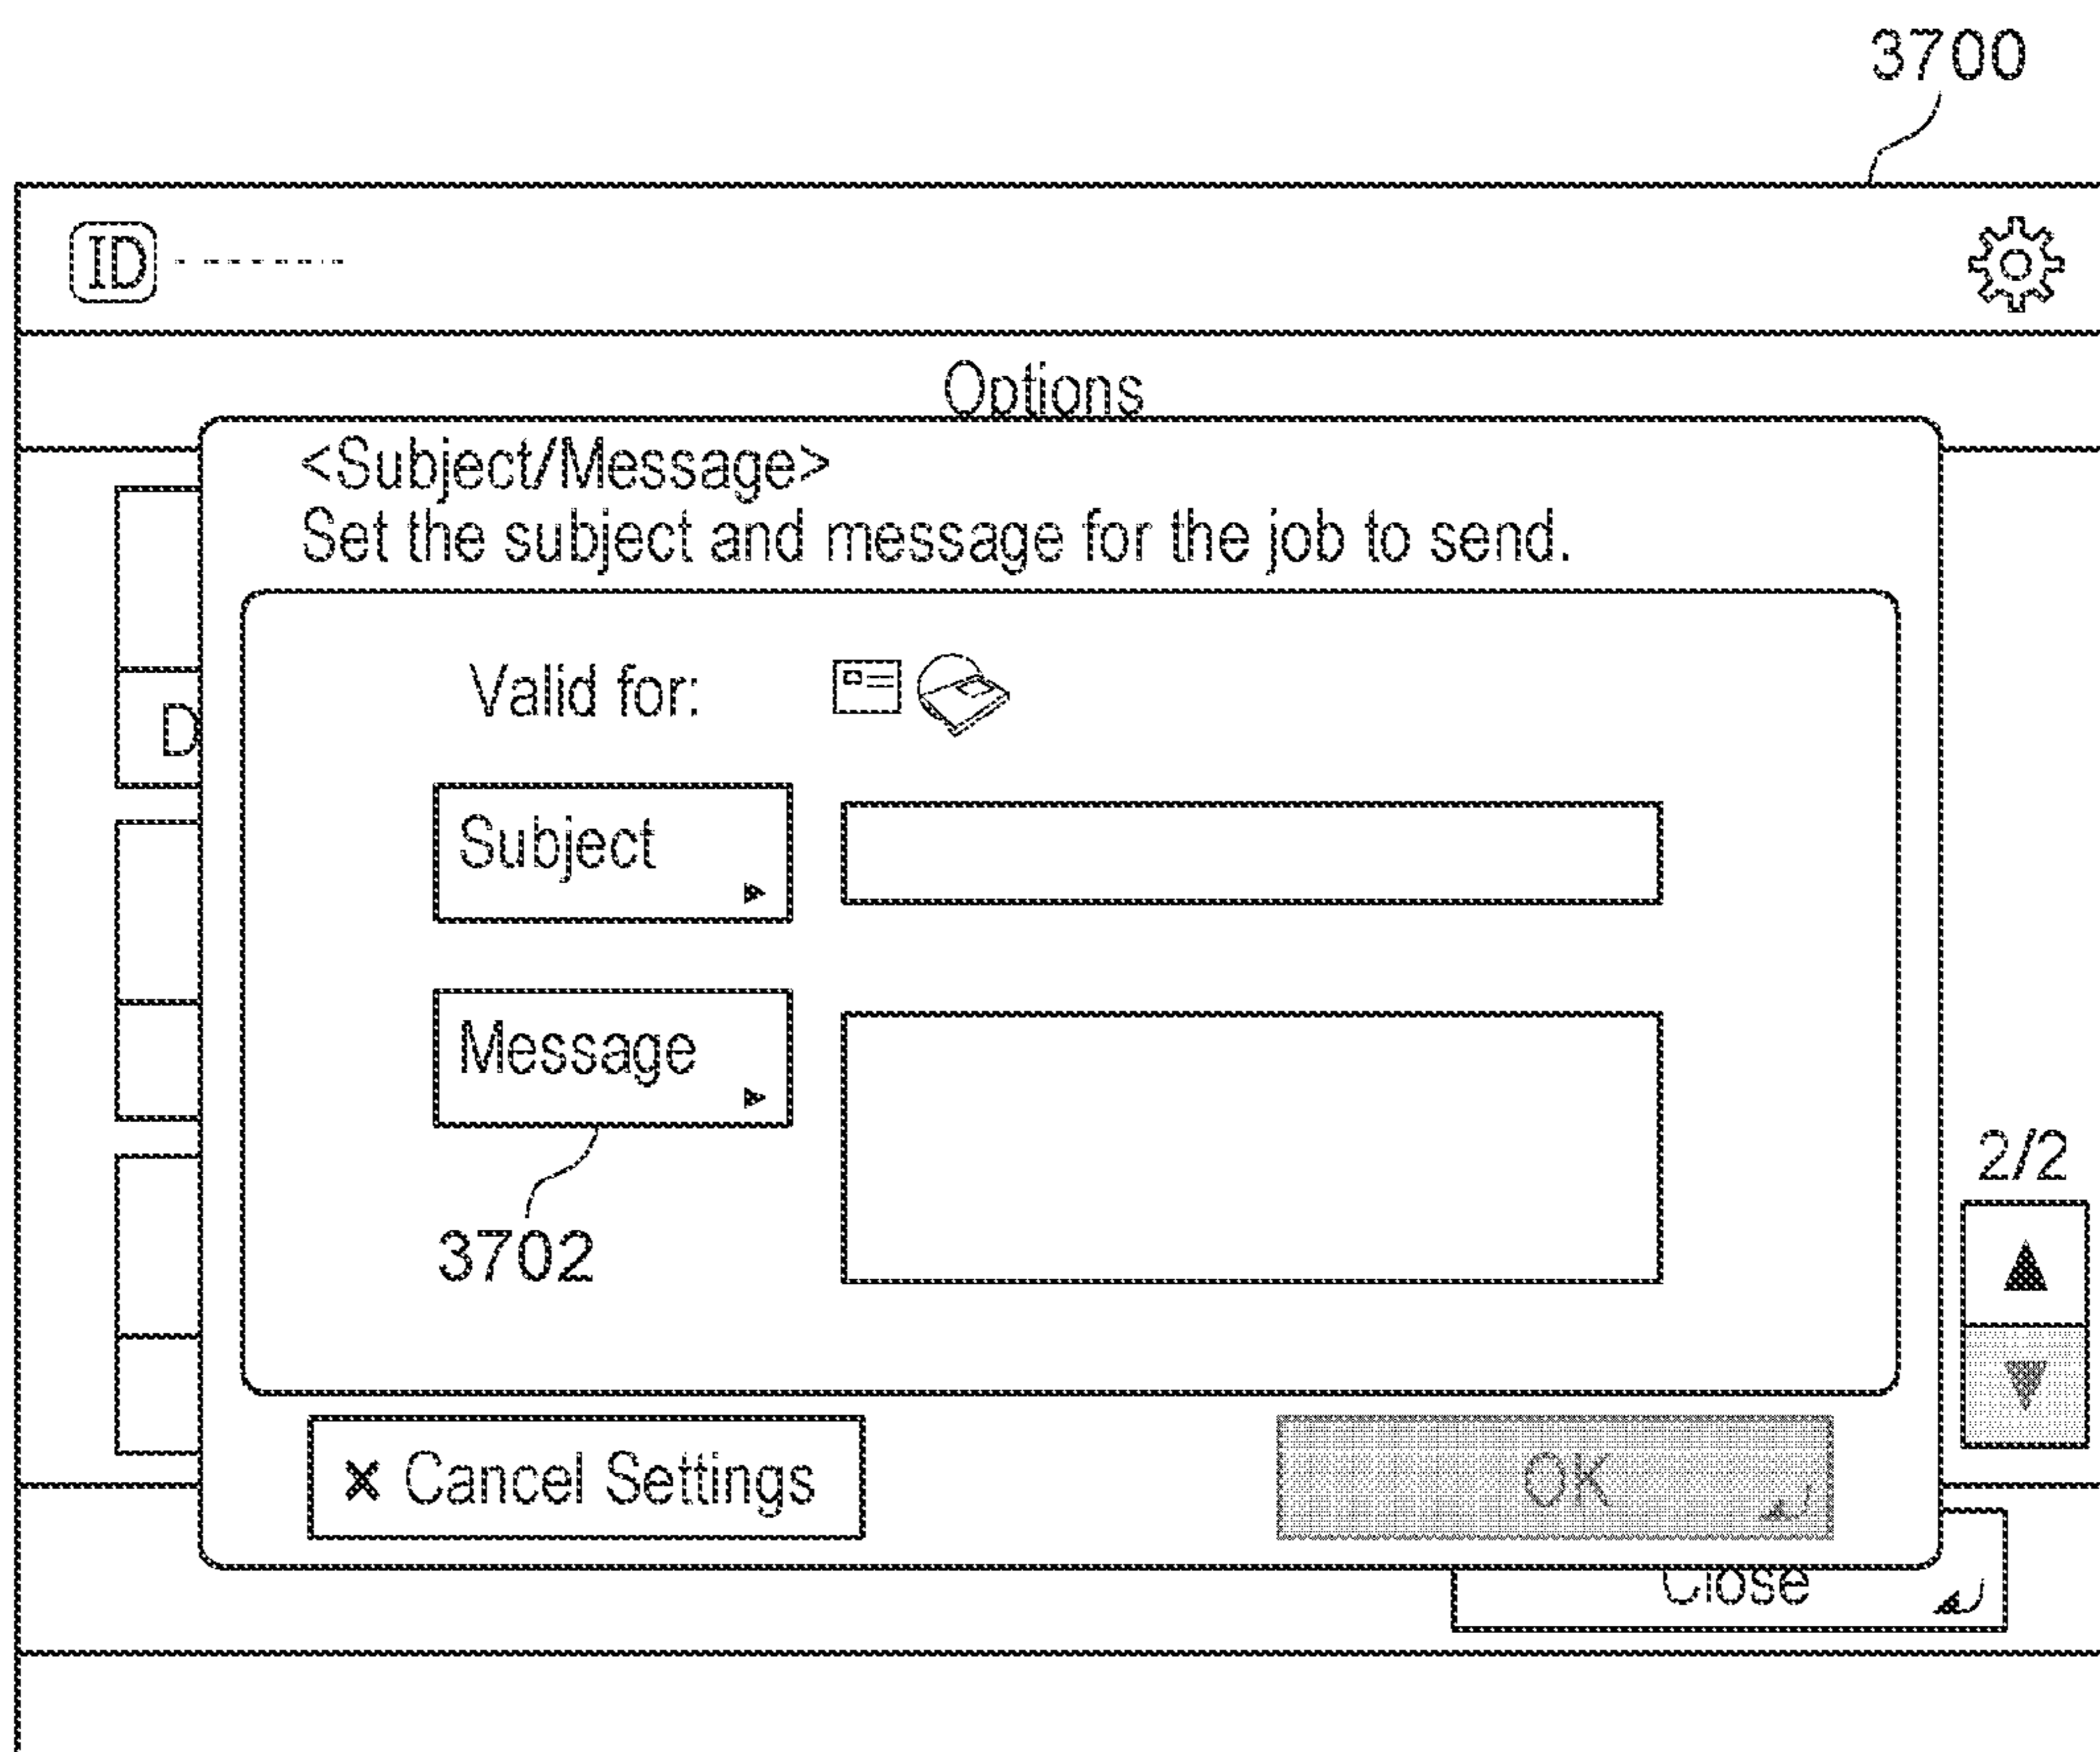 3700
ID
Options
<Subject/Message>
Set the subject and message for the job to send.
D
Valid for:
Subject
Message
3702
2/2
× Cancel Settings
OK
Close